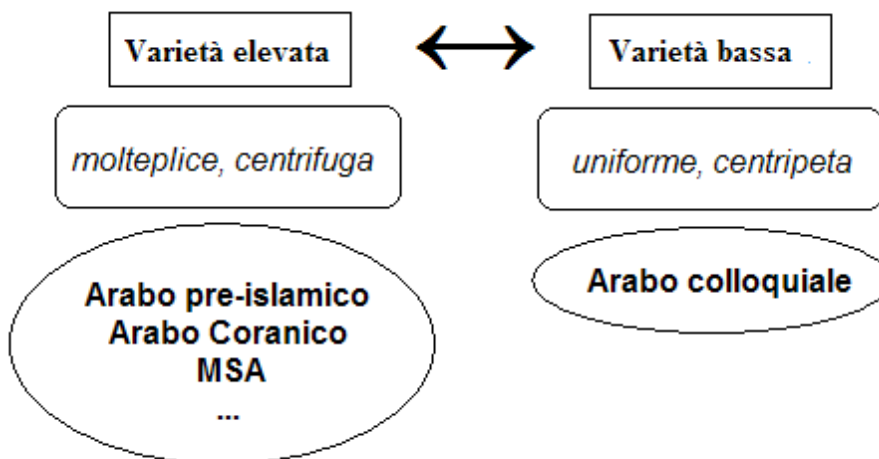 Varietà elevata
Varietà bassa
molteplice, centrifuga
uniforme, centripeta
Arabo pre-islamico
Arabo Coranico
MSA
...
Arabo colloquiale